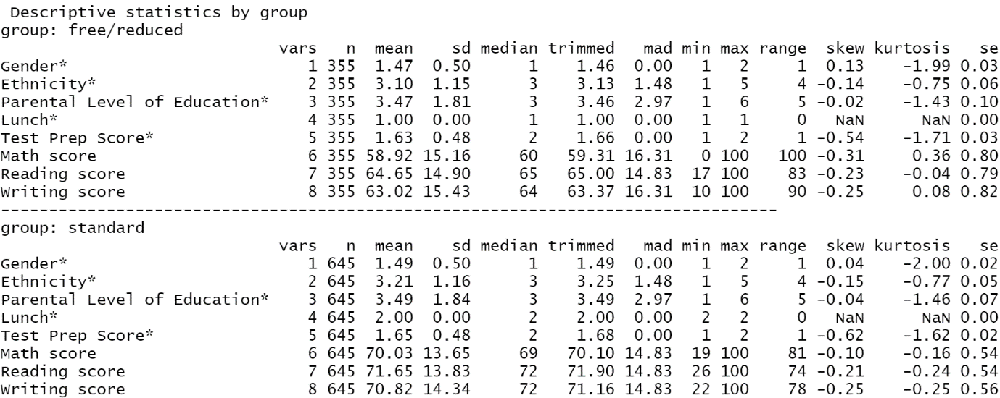 Descriptive statistics by group
group: free/reduced
vars n mean sd median trimmed mad min max range skew kurtosis se
Gender* 1 355 1.47 0.50 1 1.46 0.00 1 2 1 0.13 -1.99 0.03
Ethnicity* 2 355 3.10 1.15 3 3.13 1.48 1 5 4 -0.14 -0.75 0.06
Parental Level of Education* 3 355 3.47 1.81 3 3.46 2.97 1 6 5 -0.02 -1.43 0.10
Lunch* 4 355 1.00 0.00 1 1.00 0.00 1 1 0 NaN NaN 0.00
Test Prep Score* 5 355 1.63 0.48 2 1.66 0.00 1 2 1 -0.54 -1.71 0.03
Math score 6 355 58.92 15.16 60 59.31 16.31 0 100 100 -0.31 0.36 0.80
Reading score 7 355 64.65 14.90 65 65.00 14.83 17 100 83 -0.23 -0.04 0.79
Writing score 8 355 63.02 15.43 64 63.37 16.31 10 100 90 -0.25 0.08 0.82
--------------------------------------------------------------------------------
group: standard
vars n mean sd median trimmed mad min max range skew kurtosis se
Gender* 1 645 1.49 0.50 1 1.49 0.00 1 2 1 0.04 -2.00 0.02
Ethnicity* 2 645 3.21 1.16 3 3.25 1.48 1 5 4 -0.15 -0.77 0.05
Parental Level of Education* 3 645 3.49 1.84 3 3.49 2.97 1 6 5 -0.04 -1.46 0.07
Lunch* 4 645 2.00 0.00 2 2.00 0.00 2 2 0 NaN NaN 0.00
Test Prep Score* 5 645 1.65 0.48 2 1.68 0.00 1 2 1 -0.62 -1.62 0.02
Math score 6 645 70.03 13.65 69 70.10 14.83 19 100 81 -0.10 -0.16 0.54
Reading score 7 645 71.65 13.83 72 71.90 14.83 26 100 74 -0.21 -0.24 0.54
Writing score 8 645 70.82 14.34 72 71.16 14.83 22 100 78 -0.25 -0.25 0.56